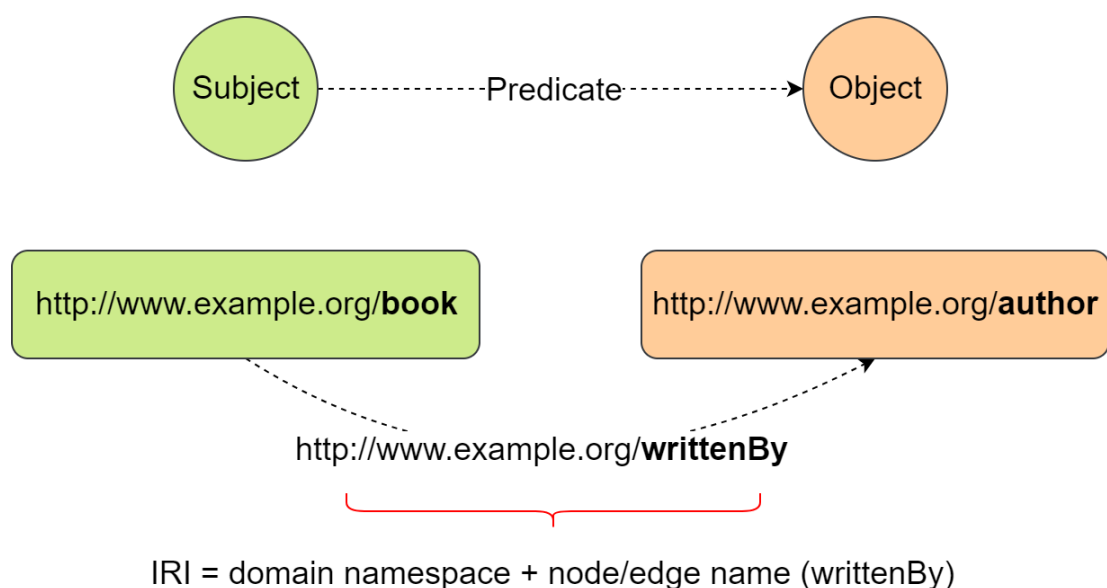 Subject
Predicate
Object
http://www.example.org/book
http://www.example.org/author
http://www.example.org/writtenBy
IRI = domain namespace + node/edge name (writtenBy)